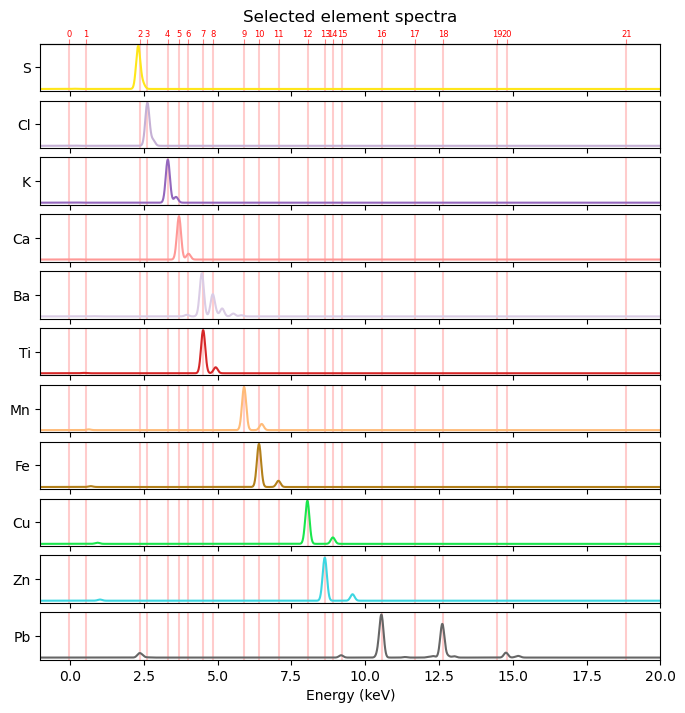 Selected element spectra
0 1 2 3 4 5 6 7 8 9 10 11 12 13 14 15 16 17 18 19 20 21
S
Cl
K
Ca
Ba
Ti
Mn
Fe
Cu
Zn
Pb
0.0 2.5 5.0 7.5 10.0 12.5 15.0 17.5 20.0
Energy (keV)